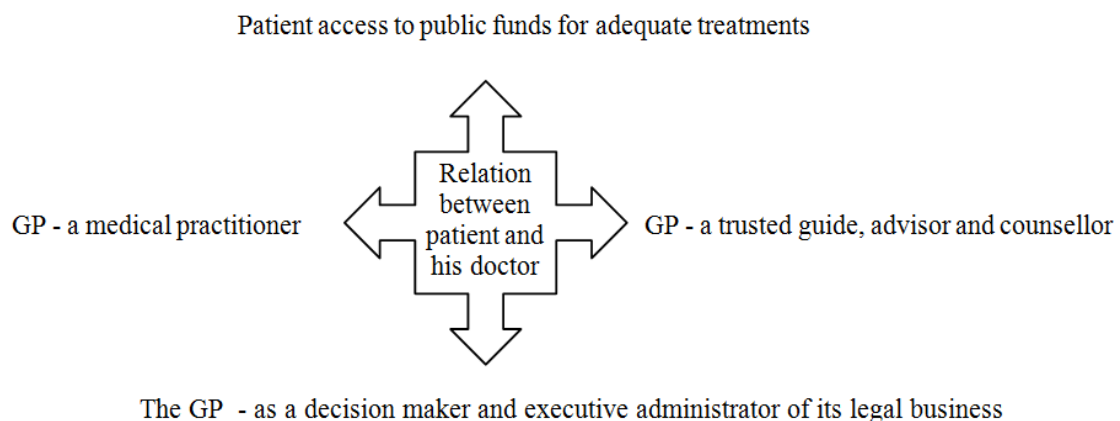 Patient access to public funds for adequate treatments
Relation
between
patient and
his doctor
GP - a medical practitioner
GP - a trusted guide, advisor and counsellor
The GP - as a decision maker and executive administrator of its legal business